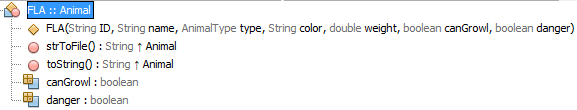 FLA :: Animal
FLA(String ID, String name, AnimalType type, String color, double weight, boolean canGrowl, boolean danger)
strToFile() : String ↑ Animal
toString() : String ↑ Animal
canGrowl : boolean
danger : boolean